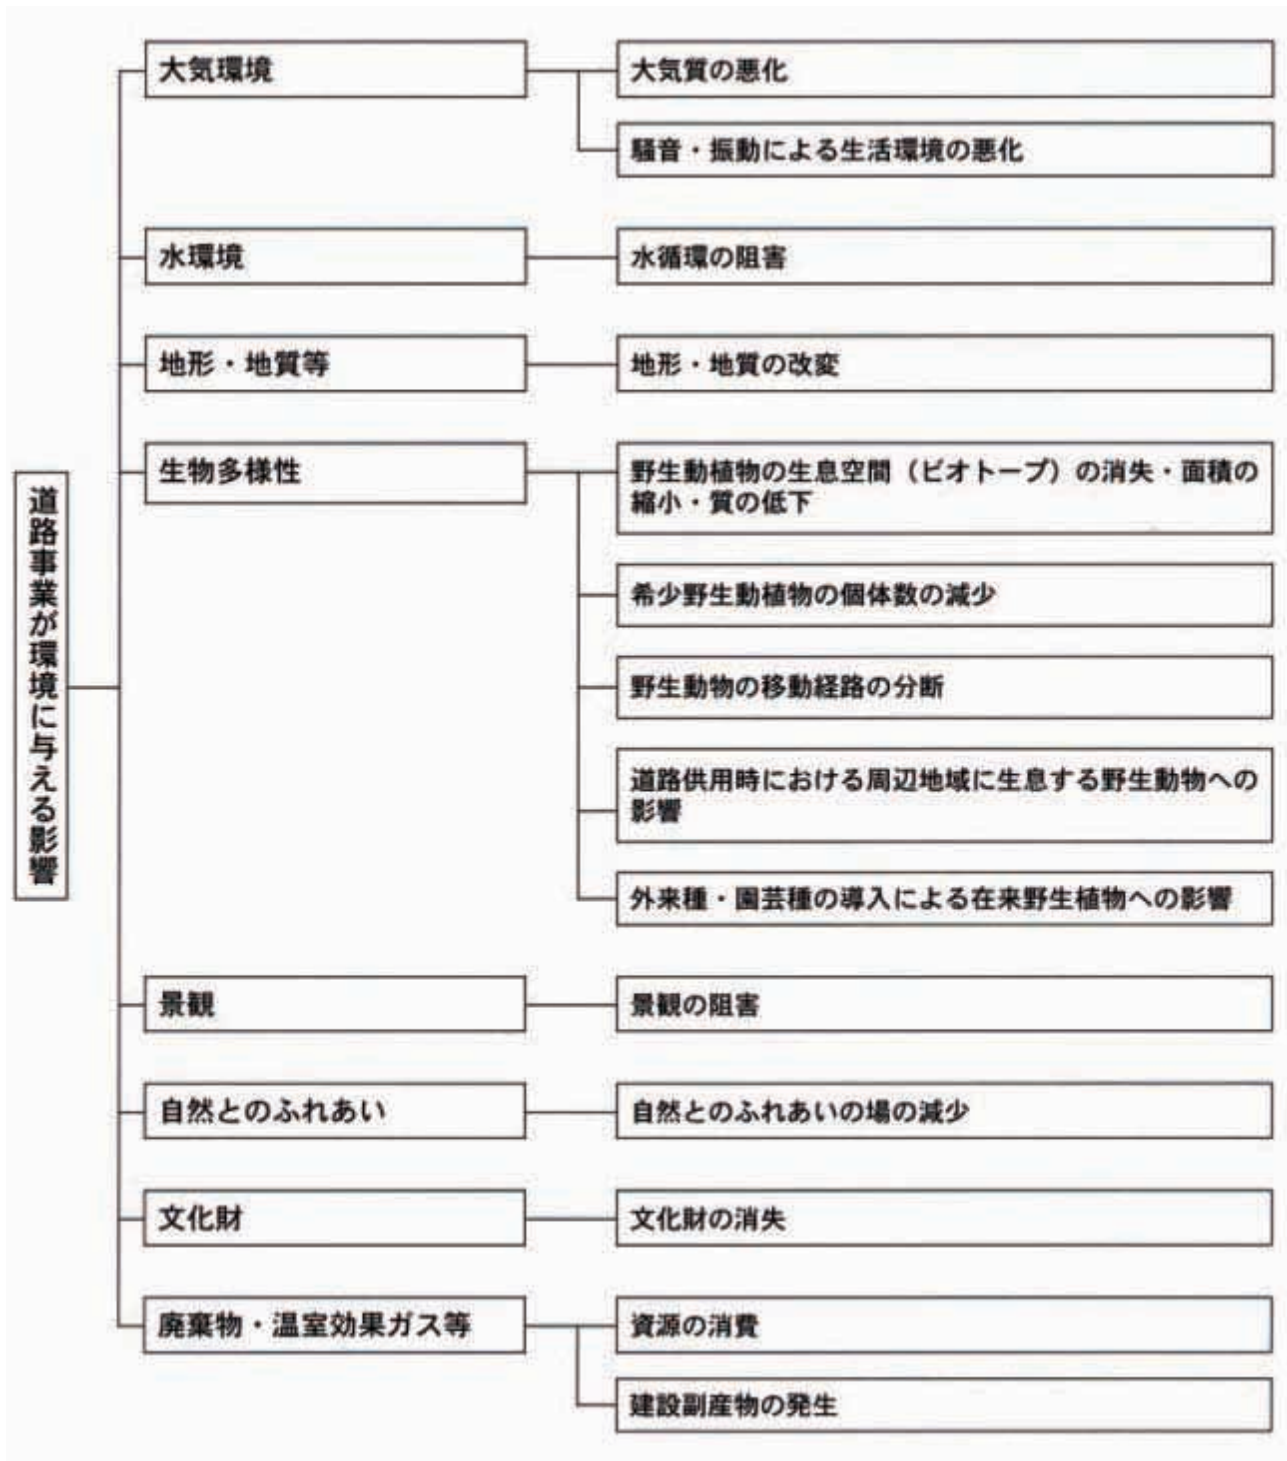 道路事業が環境に与える影響
大気環境
大気質の悪化
騒音・振動による生活環境の悪化
水環境
水循環の阻害
地形・地質等
地形・地質の改変
生物多様性
野生動植物の生息空間（ビオトープ）の消失・面積の
縮小・質の低下
希少野生動植物の個体数の減少
野生動物の移動経路の分断
道路供用時における周辺地域に生息する野生動物への
影響
外来種・園芸種の導入による在来野生植物への影響
景観
景観の阻害
自然とのふれあい
自然とのふれあいの場の減少
文化財
文化財の消失
廃棄物・温室効果ガス等
資源の消費
建設副産物の発生